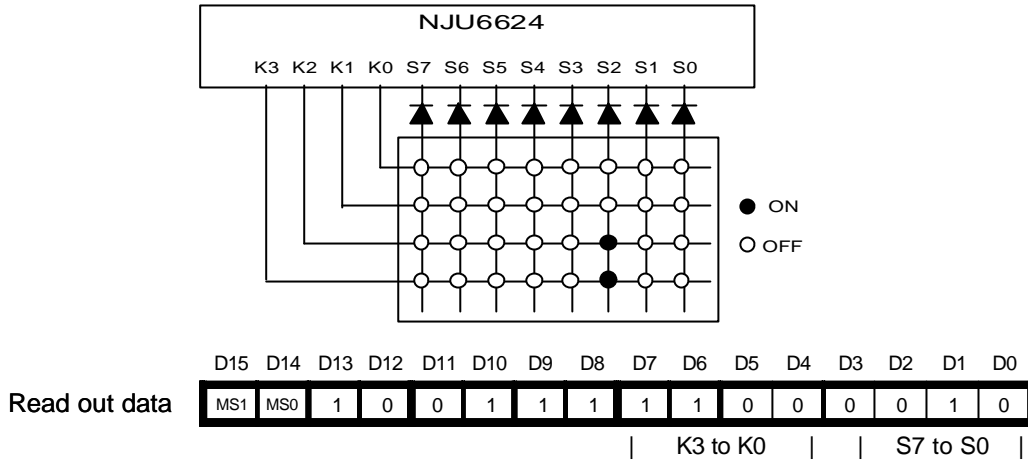 NJU6624
K3 K2 K1 K0 S7 S6 S5 S4 S3 S2 S1 S0
ON
OFF
D15 D14 D13 D12 D11 D10 D9 D8 D7 D6 D5 D4 D3 D2 D1 D0
Read out data MS1 MS0 1 0 0 1 1 1 1 1 0 0 0 0 1 0
| K3 to K0 | | S7 to S0 |